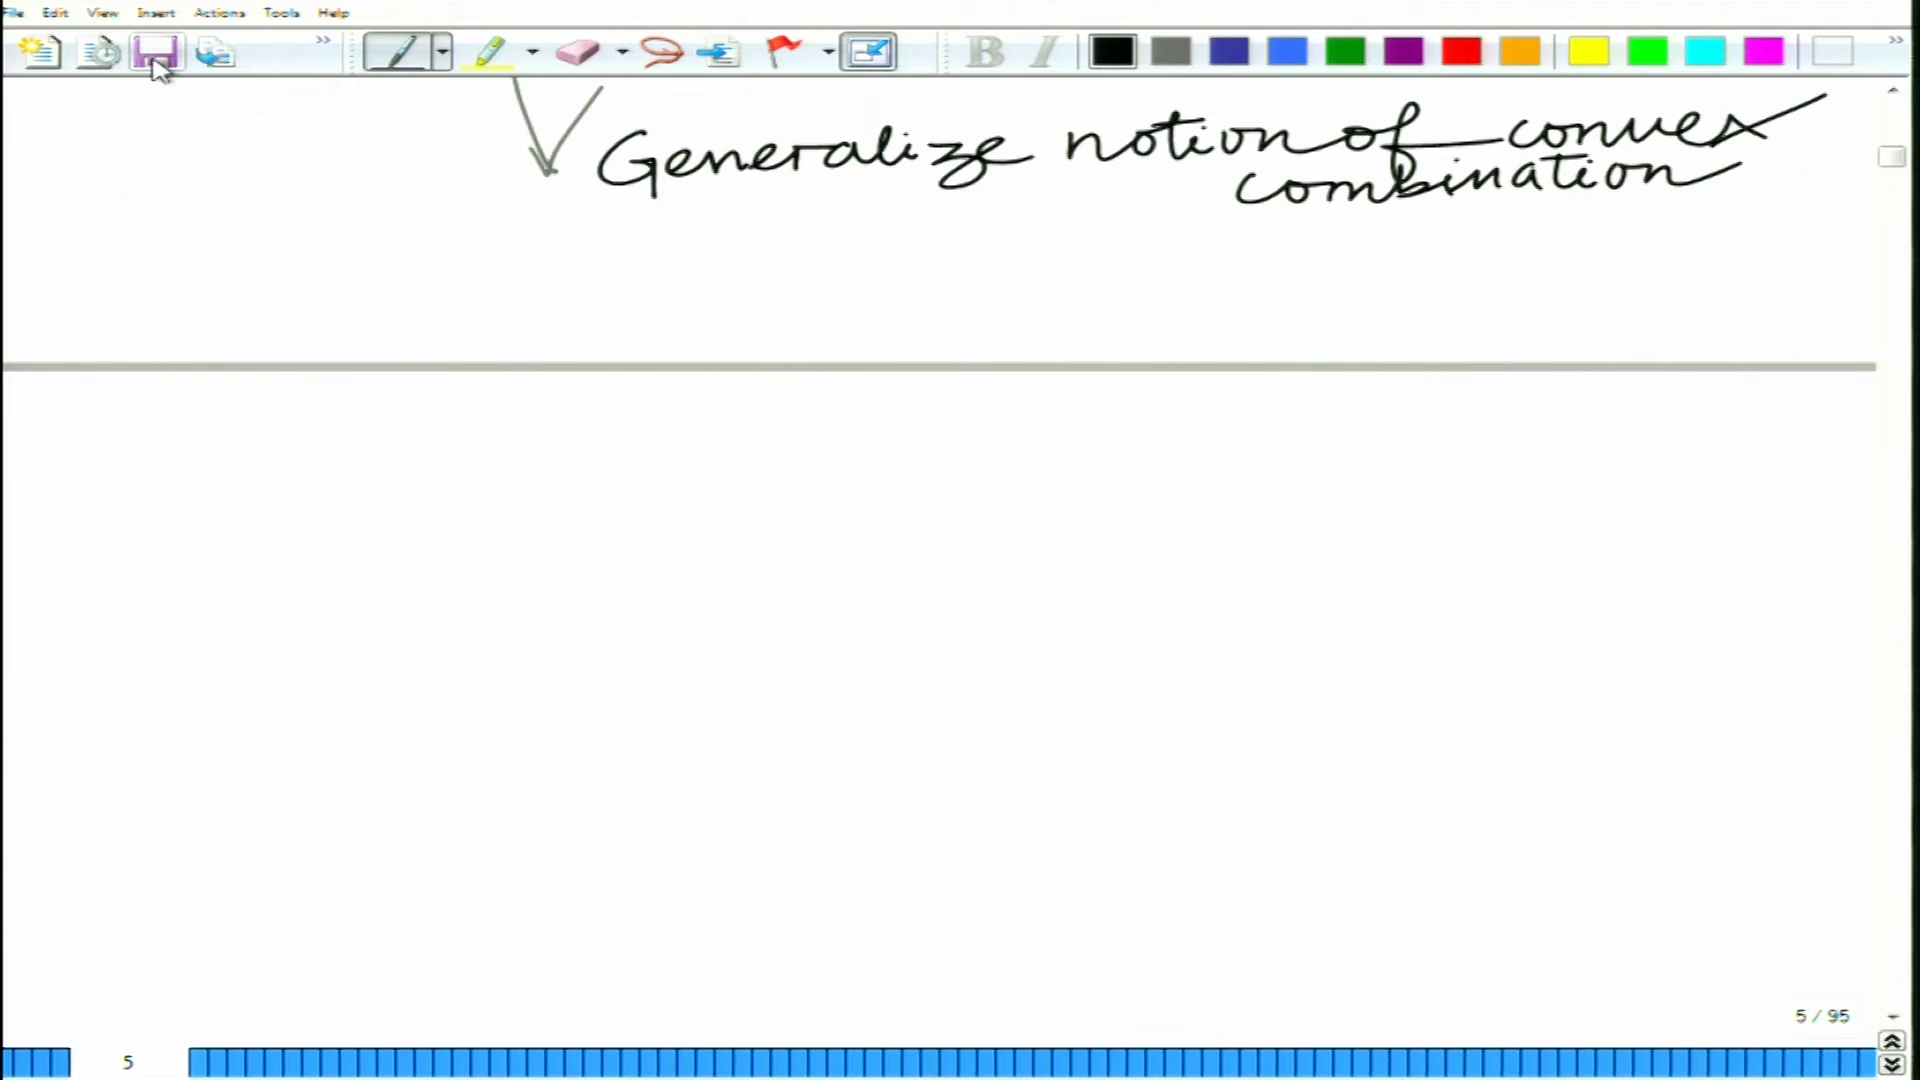 File Edit View Insert Actions Tools Help
B I
Generalize notion of convex
combination
5 / 95
5